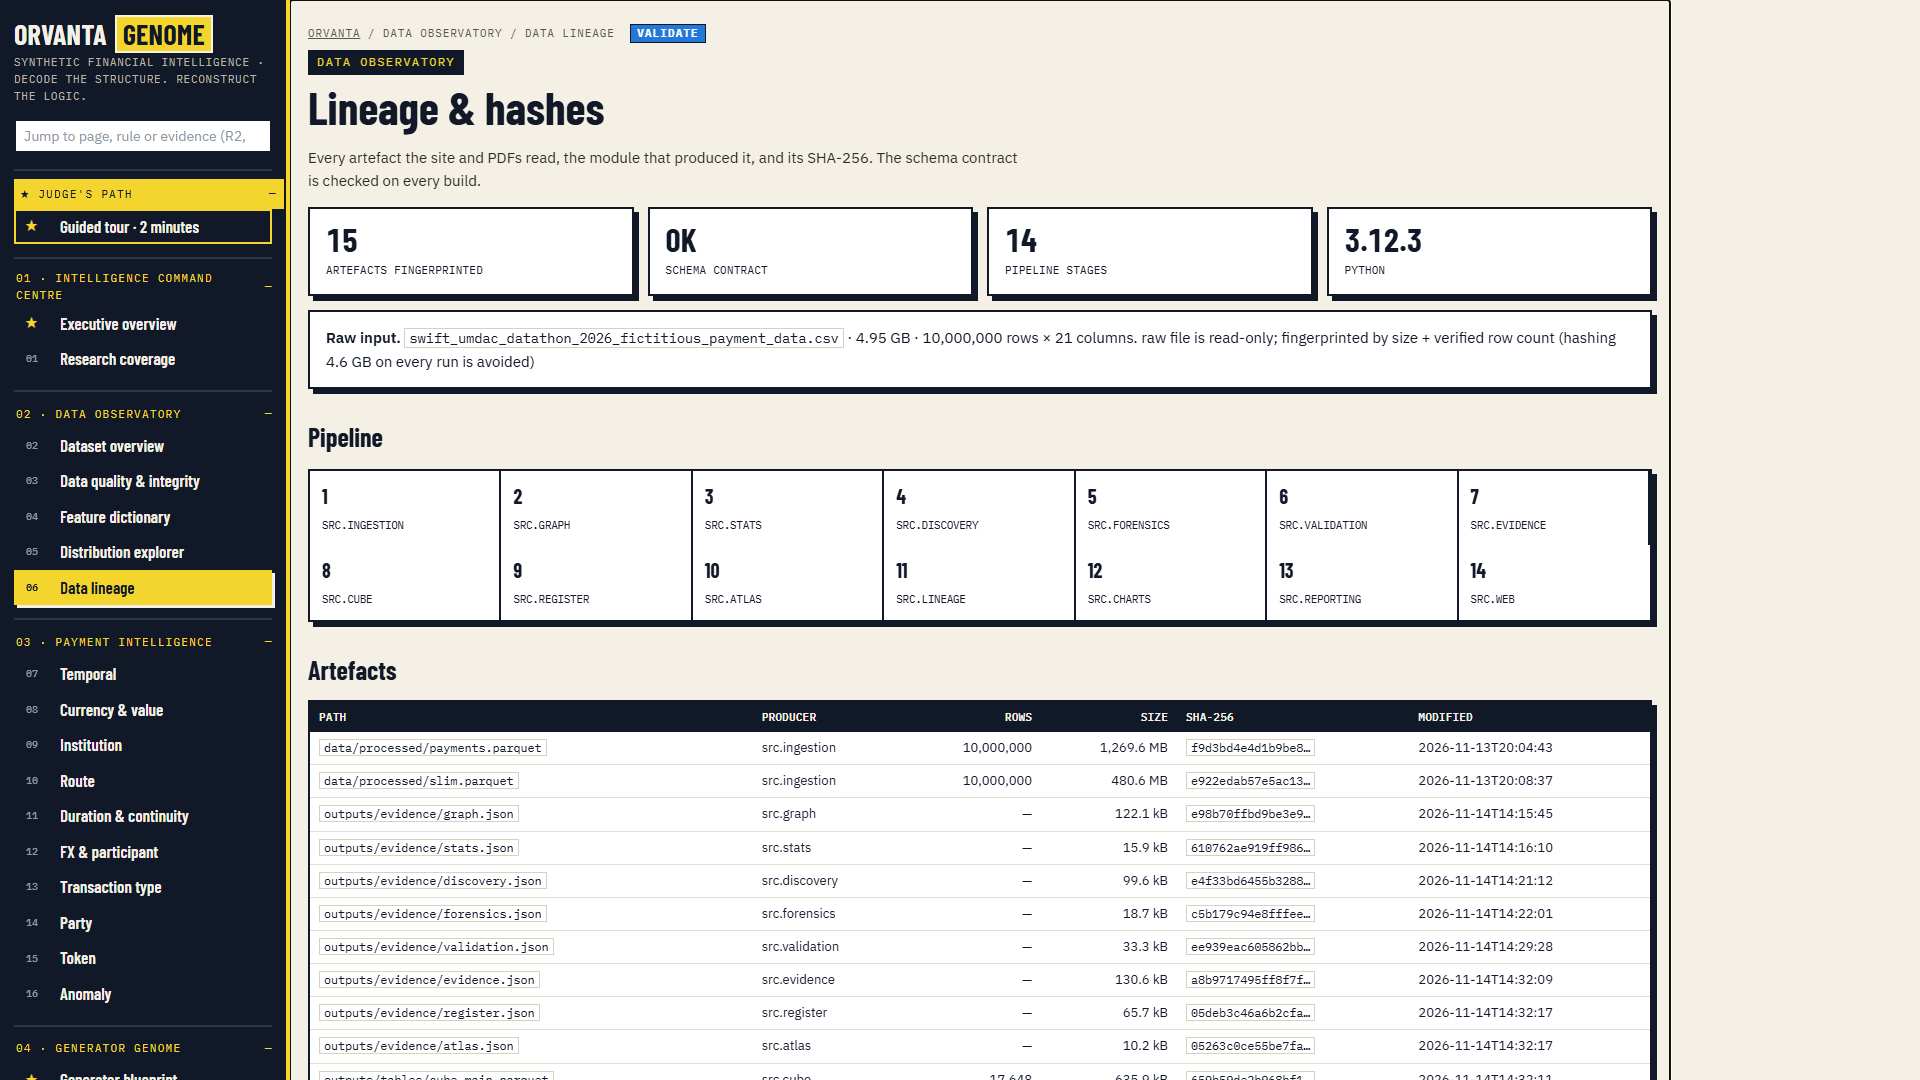 ORVANTA GENOME
SYNTHETIC FINANCIAL INTELLIGENCE ·
DECODE THE STRUCTURE. RECONSTRUCT
THE LOGIC.
Jump to page, rule or evidence (R2,
★ JUDGE'S PATH –
★ Guided tour · 2 minutes
01 · INTELLIGENCE COMMAND
CENTRE –
★ Executive overview
01 Research coverage
02 · DATA OBSERVATORY –
02 Dataset overview
03 Data quality & integrity
04 Feature dictionary
05 Distribution explorer
06 Data lineage
03 · PAYMENT INTELLIGENCE –
07 Temporal
08 Currency & value
09 Institution
10 Route
11 Duration & continuity
12 FX & participant
13 Transaction type
14 Party
15 Token
16 Anomaly
04 · GENERATOR GENOME –
★ Generator blueprint
ORVANTA / DATA OBSERVATORY / DATA LINEAGE VALIDATE
DATA OBSERVATORY
Lineage & hashes
Every artefact the site and PDFs read, the module that produced it, and its SHA-256. The schema contract
is checked on every build.
15
ARTEFACTS FINGERPRINTED
OK
SCHEMA CONTRACT
14
PIPELINE STAGES
3.12.3
PYTHON
Raw input. swift_umdac_datathon_2026_fictitious_payment_data.csv · 4.95 GB · 10,000,000 rows × 21 columns. raw file is read-only; fingerprinted by size + verified row count (hashing
4.6 GB on every run is avoided)
Pipeline
1 2 3 4 5 6 7
SRC.INGESTION SRC.GRAPH SRC.STATS SRC.DISCOVERY SRC.FORENSICS SRC.VALIDATION SRC.EVIDENCE
8 9 10 11 12 13 14
SRC.CUBE SRC.REGISTER SRC.ATLAS SRC.LINEAGE SRC.CHARTS SRC.REPORTING SRC.WEB
Artefacts
PATH PRODUCER ROWS SIZE SHA-256 MODIFIED
data/processed/payments.parquet src.ingestion 10,000,000 1,269.6 MB f9d3bd4e4d1b9be8… 2026-11-13T20:04:43
data/processed/slim.parquet src.ingestion 10,000,000 480.6 MB e922edab57e5ac13… 2026-11-13T20:08:37
outputs/evidence/graph.json src.graph — 122.1 kB e98b70ffbd9be3e9… 2026-11-14T14:15:45
outputs/evidence/stats.json src.stats — 15.9 kB 610762ae919ff986… 2026-11-14T14:16:10
outputs/evidence/discovery.json src.discovery — 99.6 kB e4f33bd6455b3288… 2026-11-14T14:21:12
outputs/evidence/forensics.json src.forensics — 18.7 kB c5b179c94e8fffee… 2026-11-14T14:22:01
outputs/evidence/validation.json src.validation — 33.3 kB ee939eac605862bb… 2026-11-14T14:29:28
outputs/evidence/evidence.json src.evidence — 130.6 kB a8b9717495ff8f7f… 2026-11-14T14:32:09
outputs/evidence/register.json src.register — 65.7 kB 05deb3c46a6b2cfa… 2026-11-14T14:32:17
outputs/evidence/atlas.json src.atlas — 10.2 kB 05263c0ce55be7fa… 2026-11-14T14:32:17
outputs/tables/cube_main.parquet src.cube 17,648 635.9 kB 2026-11-14T14:32:11